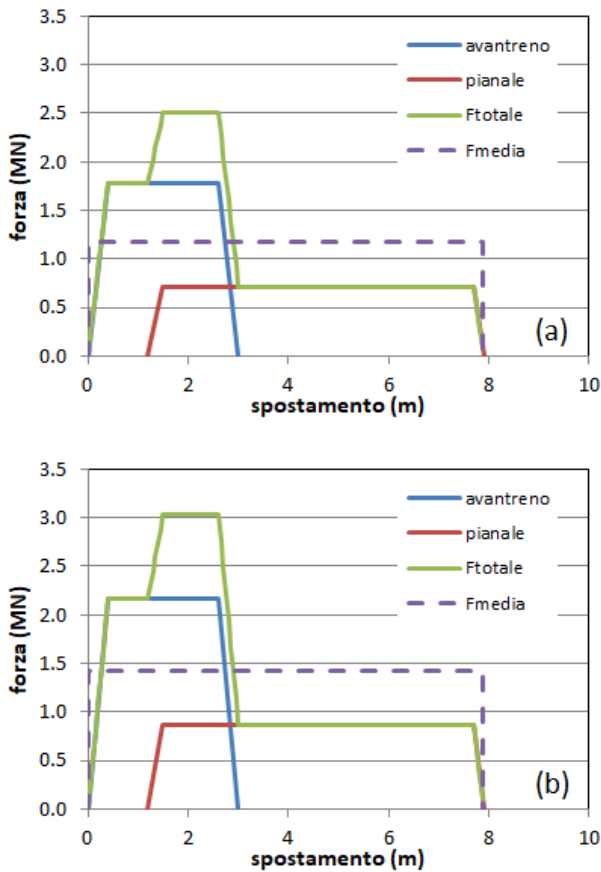 3.5
3.0
2.5
2.0
1.5
1.0
0.5
0.0
forza (MN)
avantreno
pianale
Ftotale
Fmedia
(a)
0 2 4 6 8 10
spostamento (m)
3.5
3.0
2.5
2.0
1.5
1.0
0.5
0.0
forza (MN)
avantreno
pianale
Ftotale
Fmedia
(b)
0 2 4 6 8 10
spostamento (m)